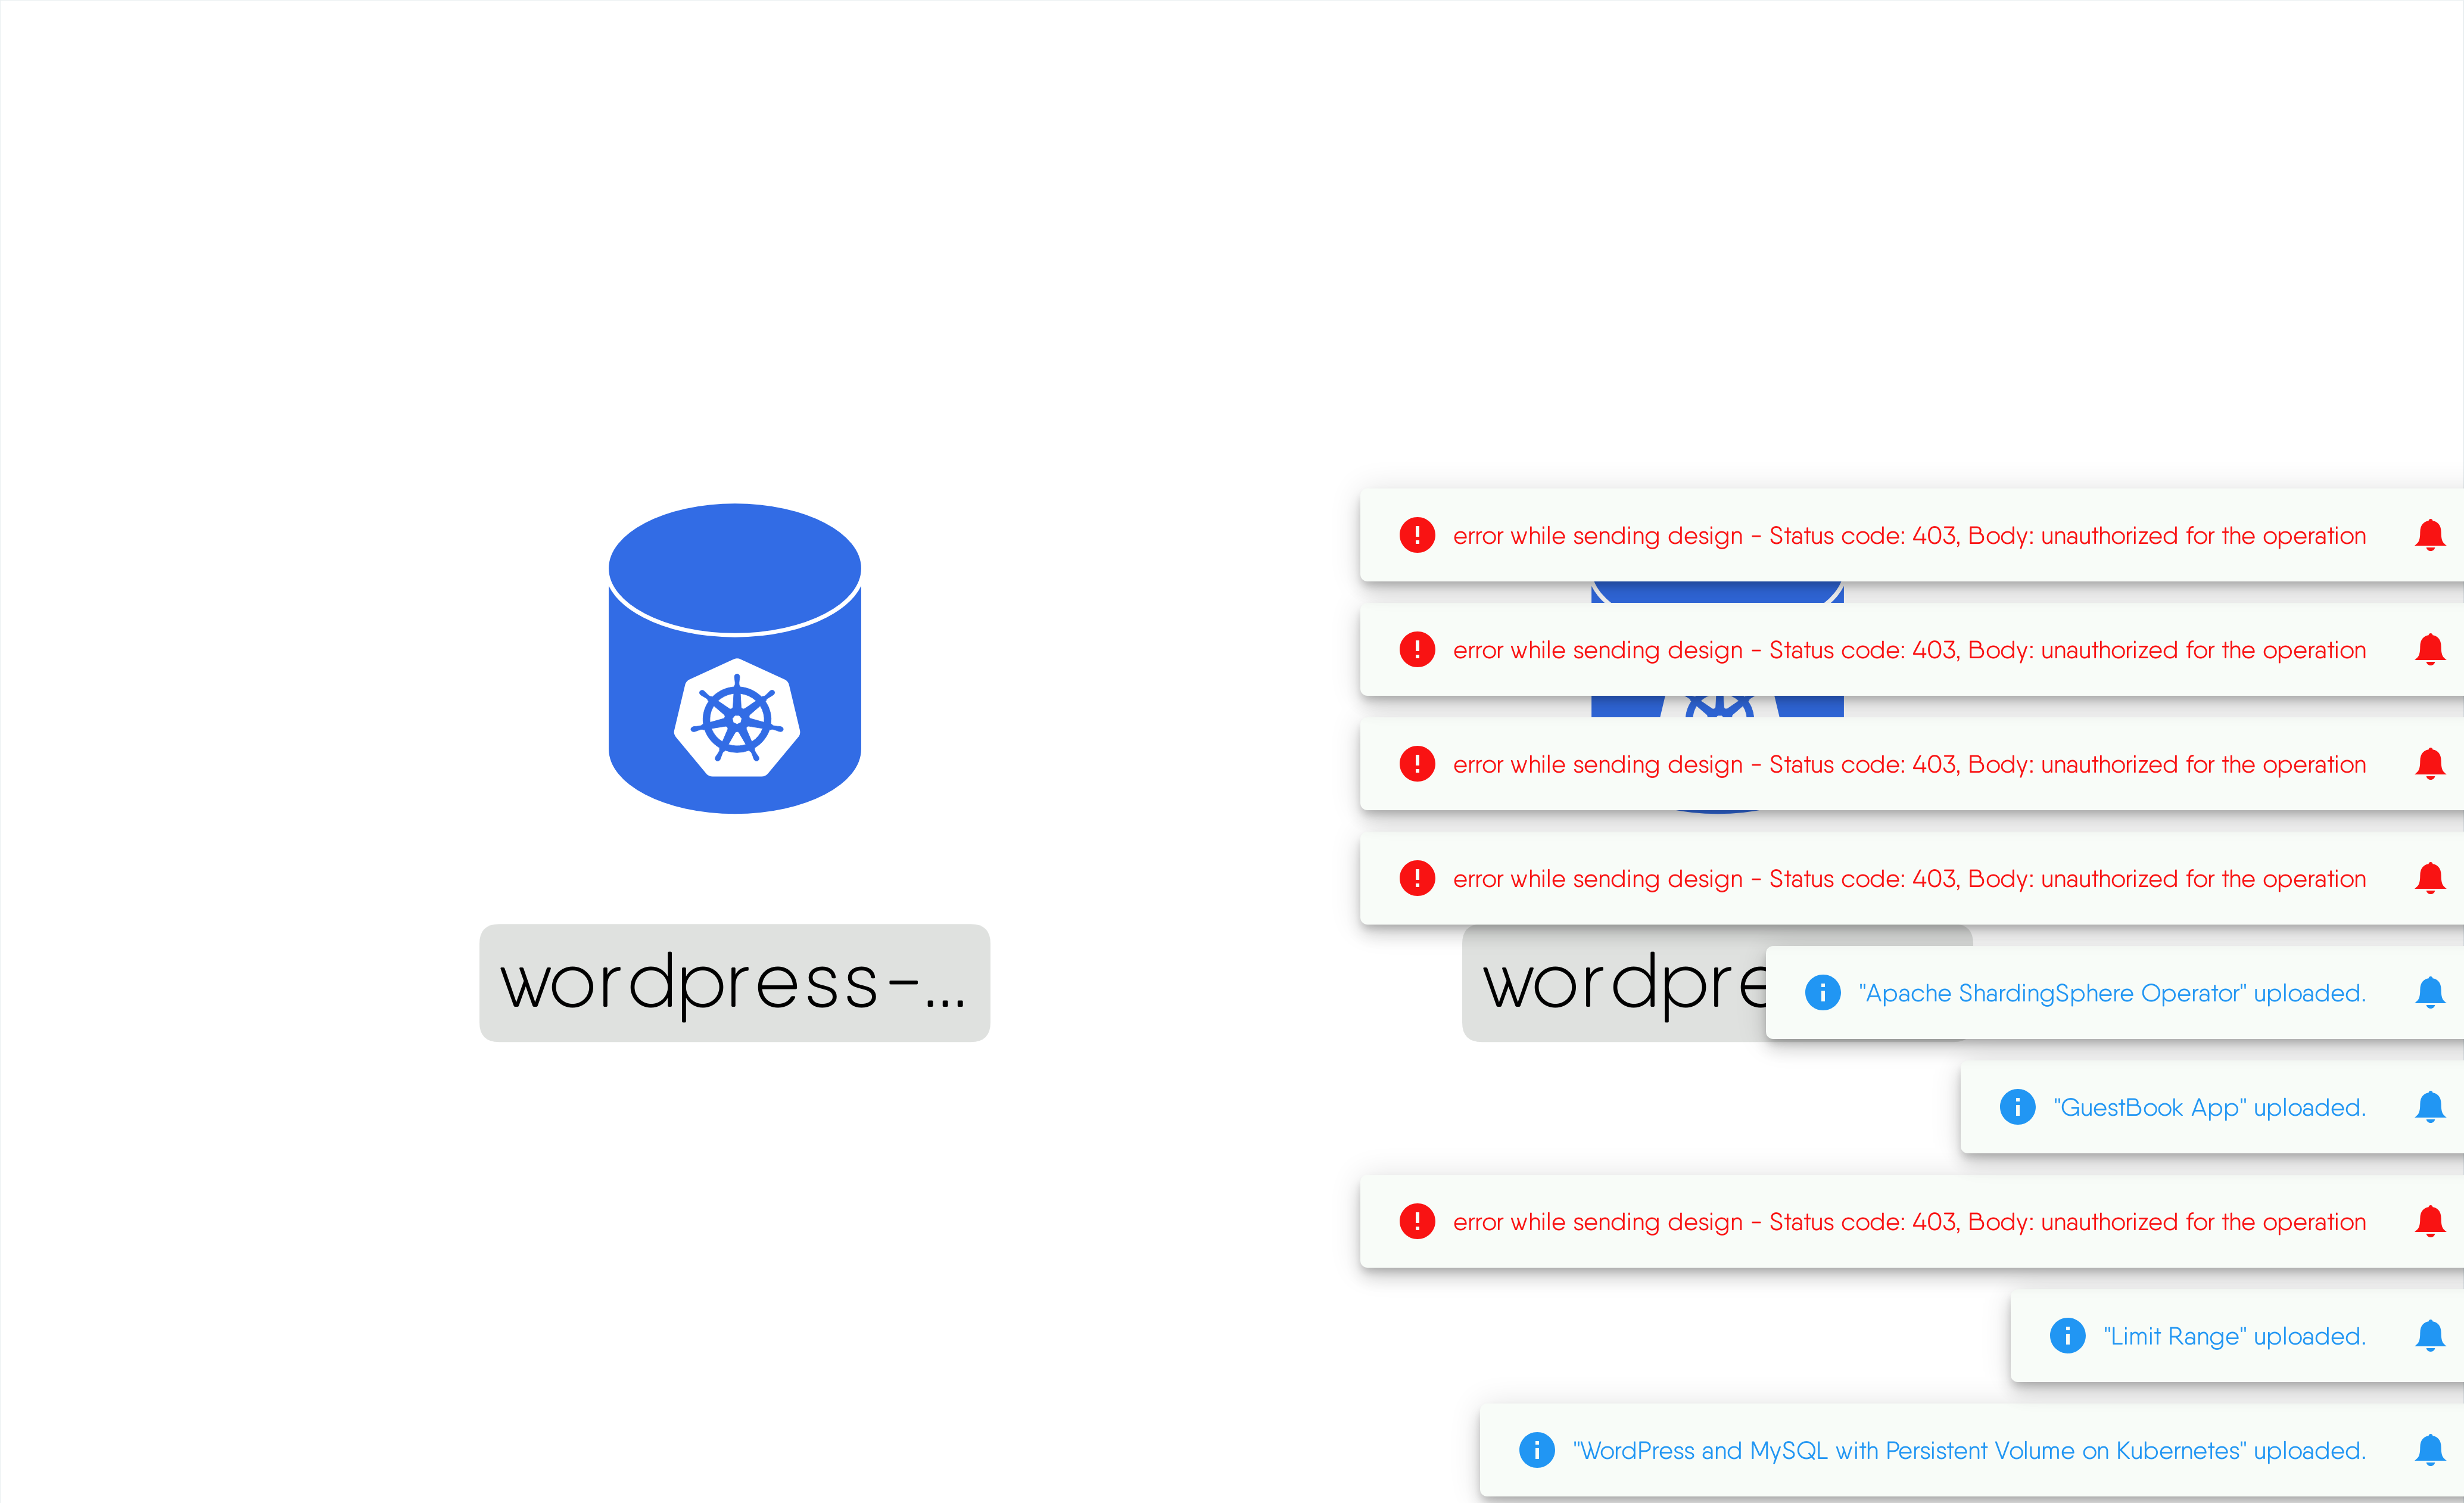 error while sending design - Status code: 403, Body: unauthorized for the operation
error while sending design - Status code: 403, Body: unauthorized for the operation
error while sending design - Status code: 403, Body: unauthorized for the operation
error while sending design - Status code: 403, Body: unauthorized for the operation
wordpress-...
wordpre
"Apache ShardingSphere Operator" uploaded.
"GuestBook App" uploaded.
error while sending design - Status code: 403, Body: unauthorized for the operation
"Limit Range" uploaded.
"WordPress and MySQL with Persistent Volume on Kubernetes" uploaded.